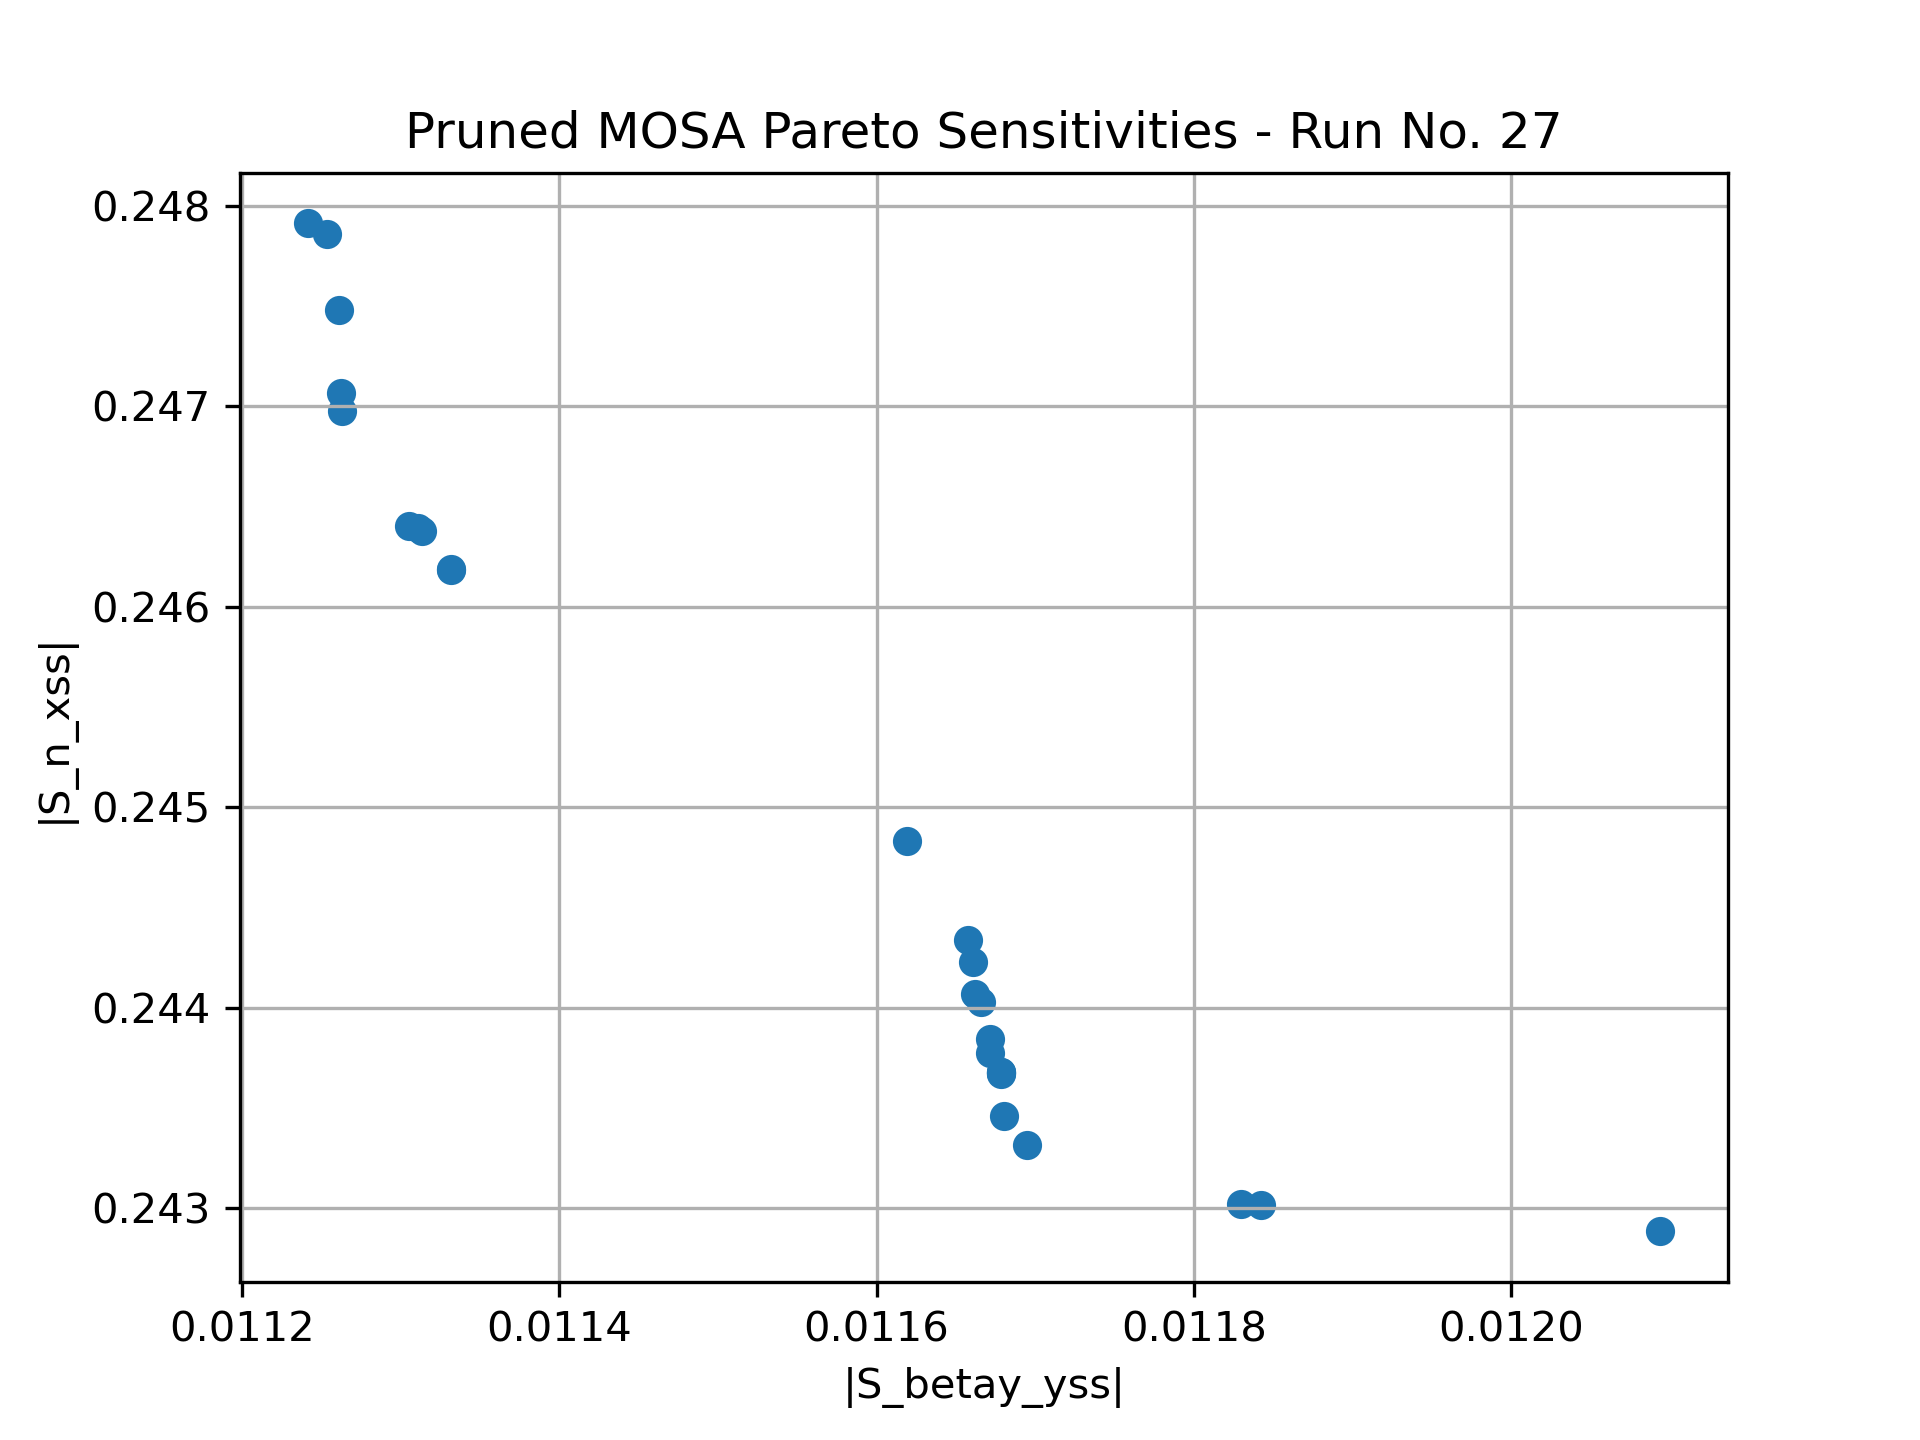 Pruned MOSA Pareto Sensitivities - Run No. 27
0.248
0.247
0.246
0.245
0.244
0.243
|S_n_xss|
0.0112 0.0114 0.0116 0.0118 0.0120
|S_betay_yss|